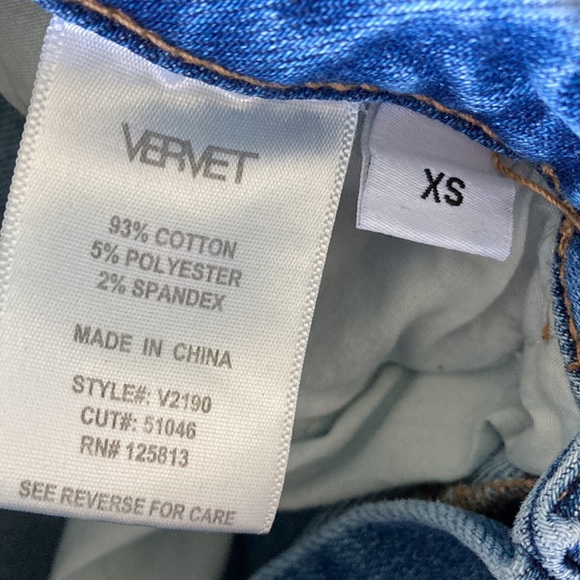 VERVET
XS
93% COTTON
5% POLYESTER
2% SPANDEX
MADE IN CHINA
STYLE#: V2190
CUT#: 51046
RN# 125813
SEE REVERSE FOR CARE